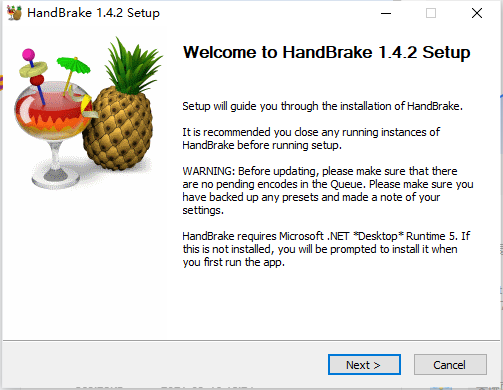 HandBrake 1.4.2 Setup
Welcome to HandBrake 1.4.2 Setup
Setup will guide you through the installation of HandBrake.
It is recommended you close any running instances of
HandBrake before running setup.
WARNING: Before updating, please make sure that there
are no pending encodes in the Queue. Please make sure you
have backed up any presets and made a note of your
settings.
HandBrake requires Microsoft .NET *Desktop* Runtime 5. If
this is not installed, you will be prompted to install it when
you first run the app.
Next >
Cancel